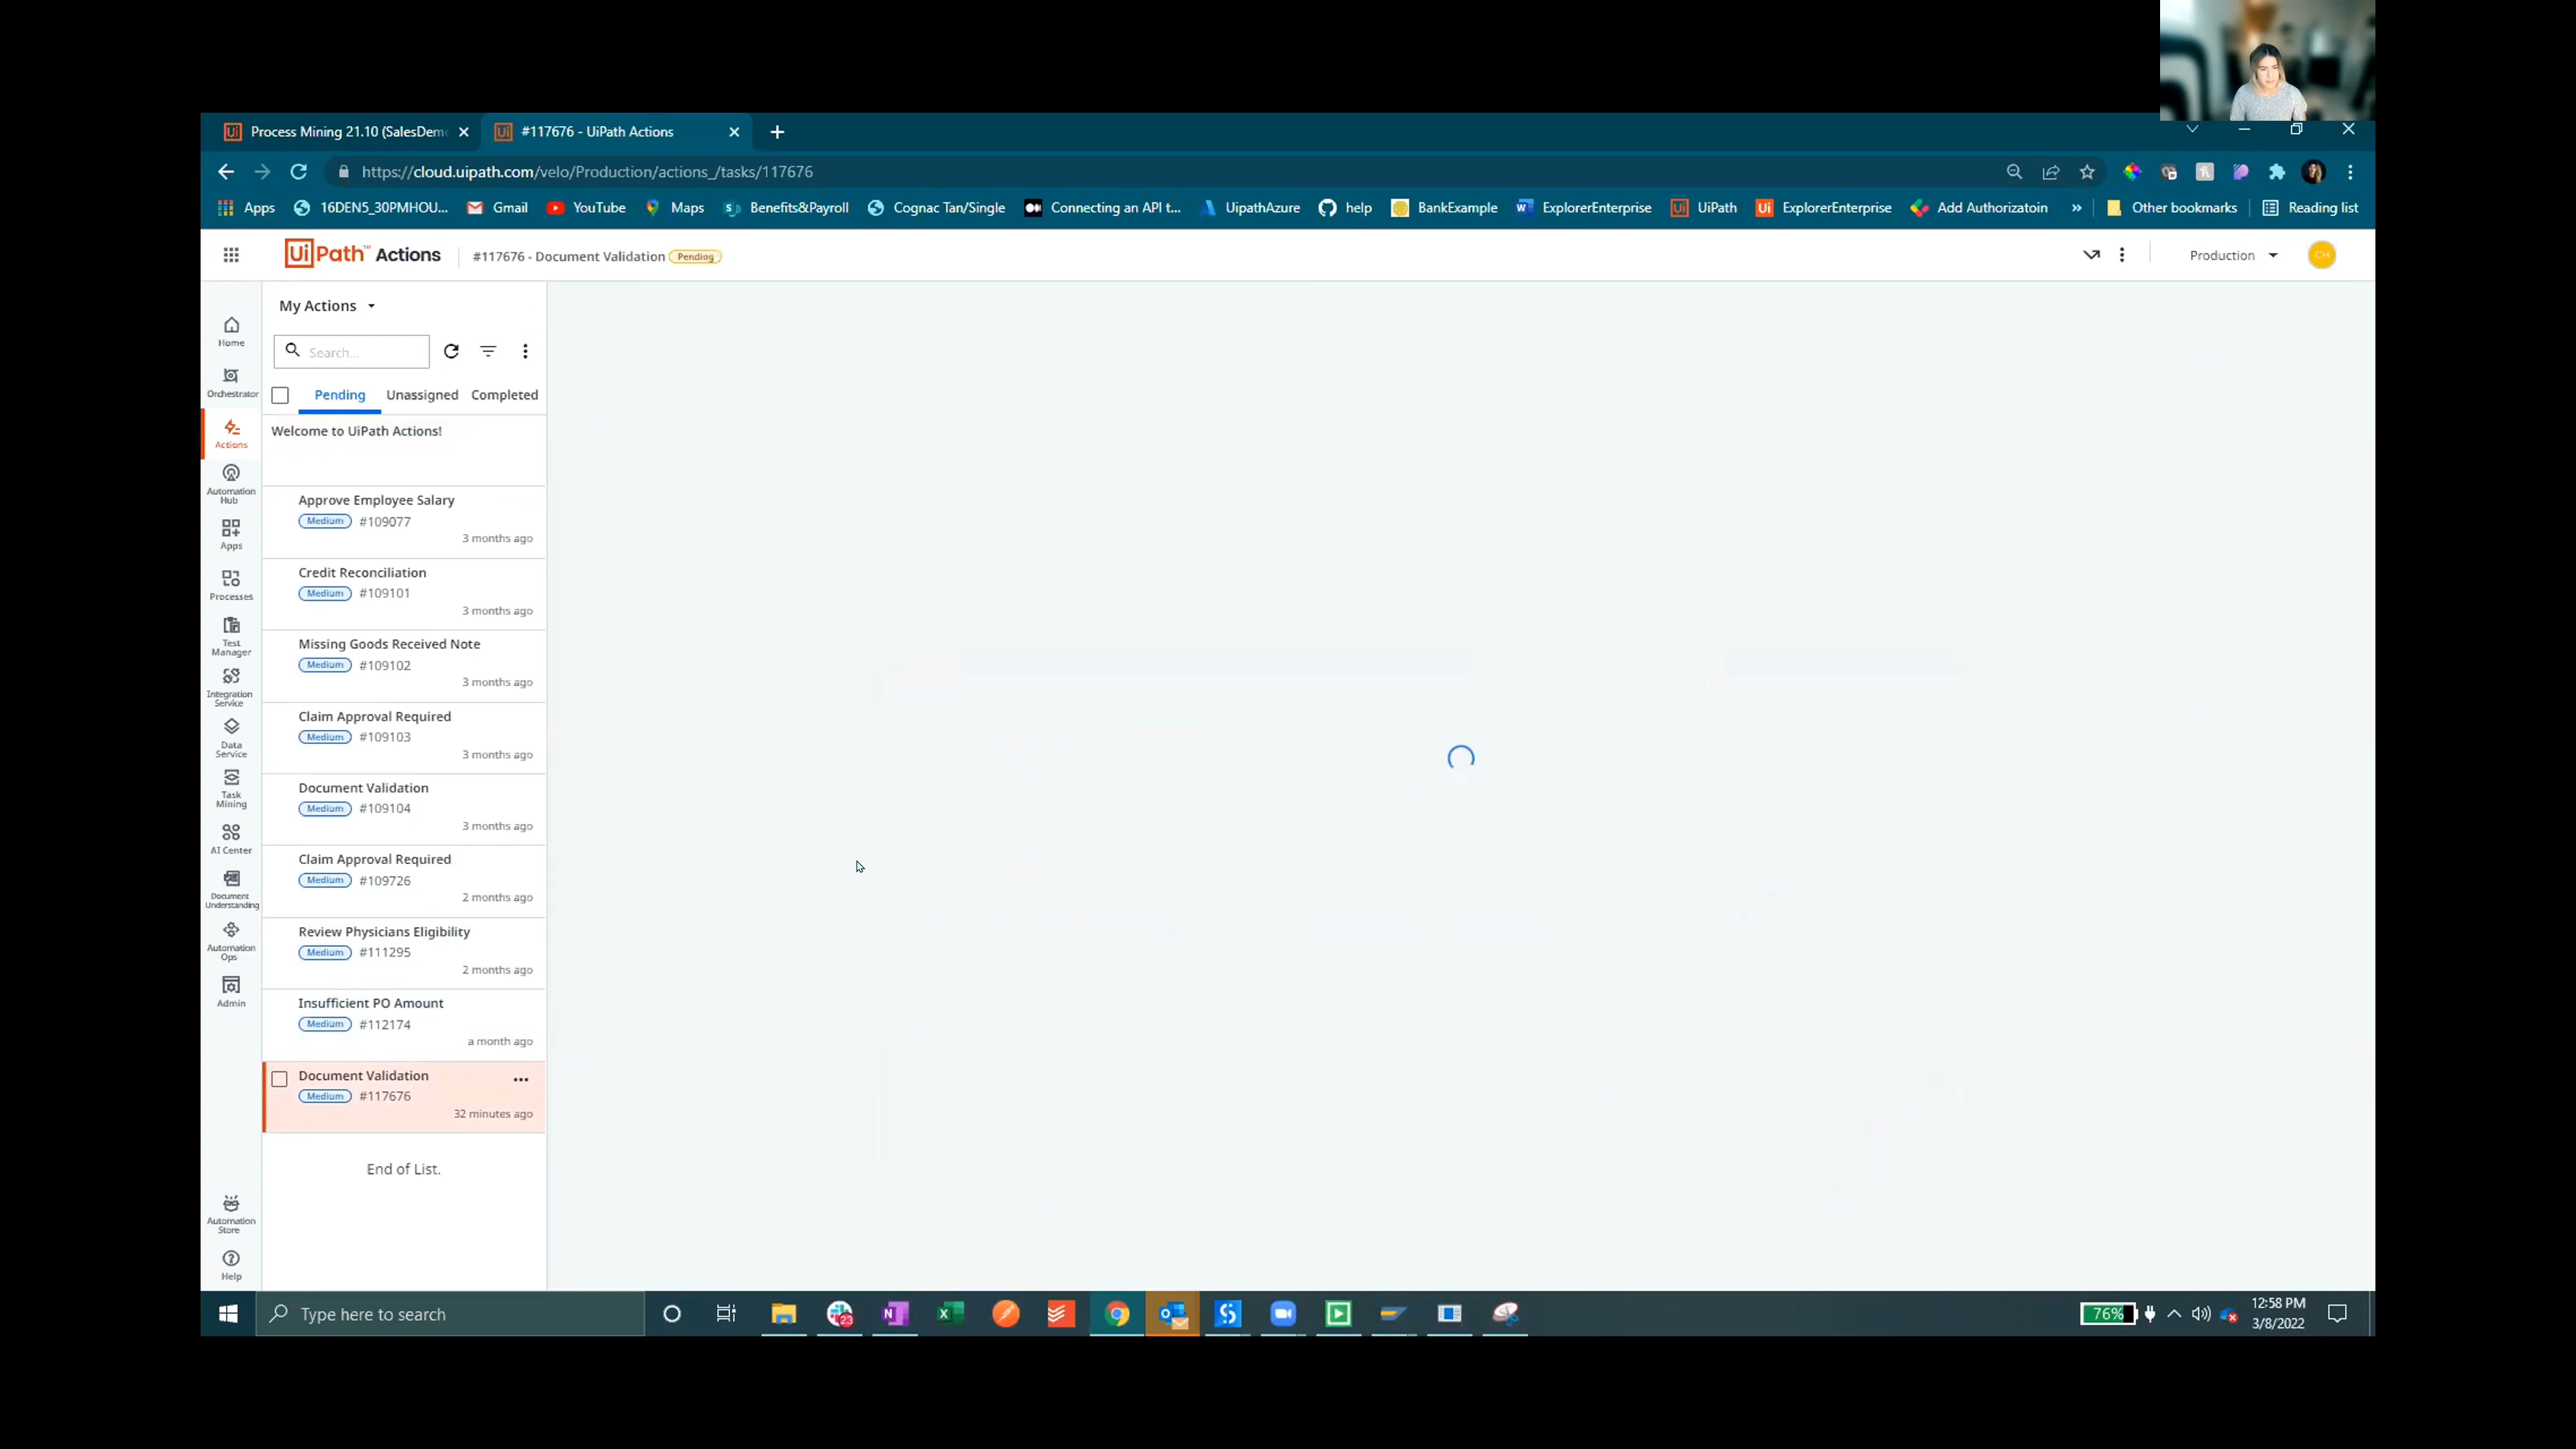 Process Mining 21.10 (SalesDem
#117676 - UiPath Actions
https://cloud.uipath.com/velo/Production/actions_/tasks/117676
Apps
16DEN5_30PMHOU...
Gmail
YouTube
Maps
Benefits&Payroll
Cognac Tan/Single
Connecting an API t...
UipathAzure
help
BankExample
ExplorerEnterprise
UiPath
ExplorerEnterprise
Add Authorizatoin
»
Other bookmarks
Reading list
UiPath™ Actions
#117676 - Document Validation
Pending
Production
CH
Home
Orchestrator
Actions
Automation
Hub
Apps
Processes
Test
Manager
Integration
Service
Data
Service
Task
Mining
AI Center
Document
Understanding
Automation
Ops
Admin
Automation
Store
Help
My Actions
Search...
Pending
Unassigned
Completed
Welcome to UiPath Actions!
Approve Employee Salary
Medium #109077
3 months ago
Credit Reconciliation
Medium #109101
3 months ago
Missing Goods Received Note
Medium #109102
3 months ago
Claim Approval Required
Medium #109103
3 months ago
Document Validation
Medium #109104
3 months ago
Claim Approval Required
Medium #109726
2 months ago
Review Physicians Eligibility
Medium #111295
2 months ago
Insufficient PO Amount
Medium #112174
a month ago
Document Validation
Medium #117676
32 minutes ago
End of List.
Type here to search
23
76%
12:58 PM
3/8/2022